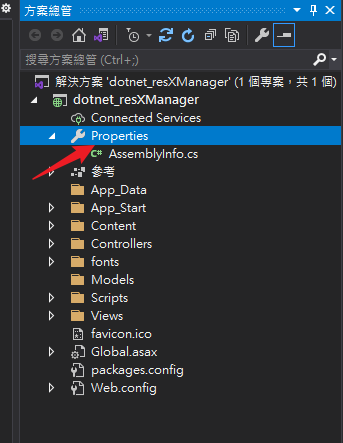 方案總管
搜尋方案總管 (Ctrl+;)
解決方案 'dotnet_resXManager' (1 個專案，共 1 個)
dotnet_resXManager
Connected Services
Properties
C# AssemblyInfo.cs
參考
App_Data
App_Start
Content
Controllers
fonts
Models
Scripts
Views
favicon.ico
Global.asax
packages.config
Web.config